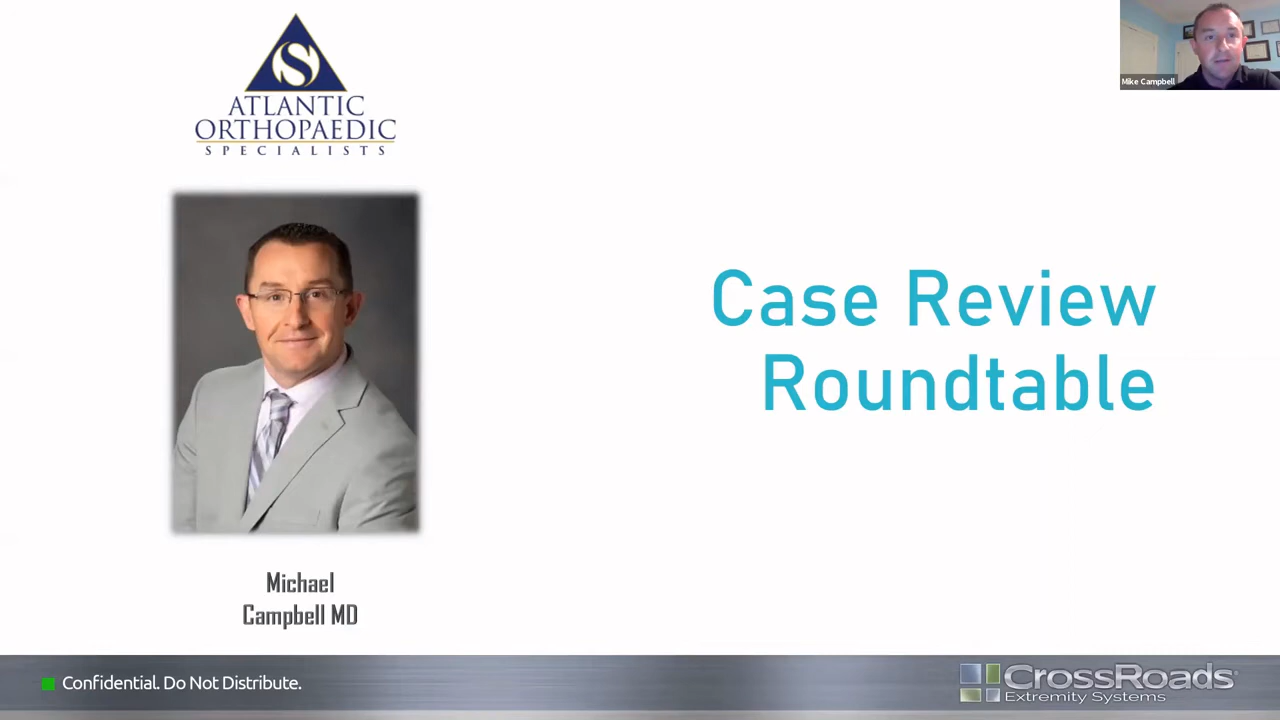 ATLANTIC
ORTHOPAEDIC
SPECIALISTS
Mike Campbell
Case Review
Roundtable
Michael
Campbell MD
Confidential. Do Not Distribute.
CrossRoads
Extremity Systems